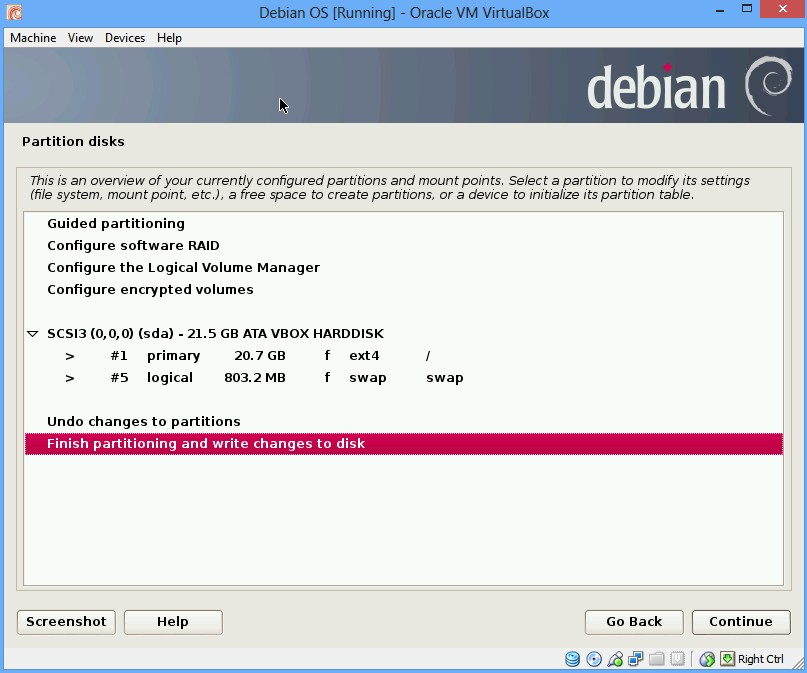 Debian OS [Running] - Oracle VM VirtualBox
Machine View Devices Help
debian
Partition disks
This is an overview of your currently configured partitions and mount points. Select a partition to modify its settings
(file system, mount point, etc.), a free space to create partitions, or a device to initialize its partition table.
Guided partitioning
Configure software RAID
Configure the Logical Volume Manager
Configure encrypted volumes
SCSI3 (0,0,0) (sda) - 21.5 GB ATA VBOX HARDDISK
> #1 primary 20.7 GB f ext4 /
> #5 logical 803.2 MB f swap swap
Undo changes to partitions
Finish partitioning and write changes to disk
Screenshot Help Go Back Continue
Right Ctrl